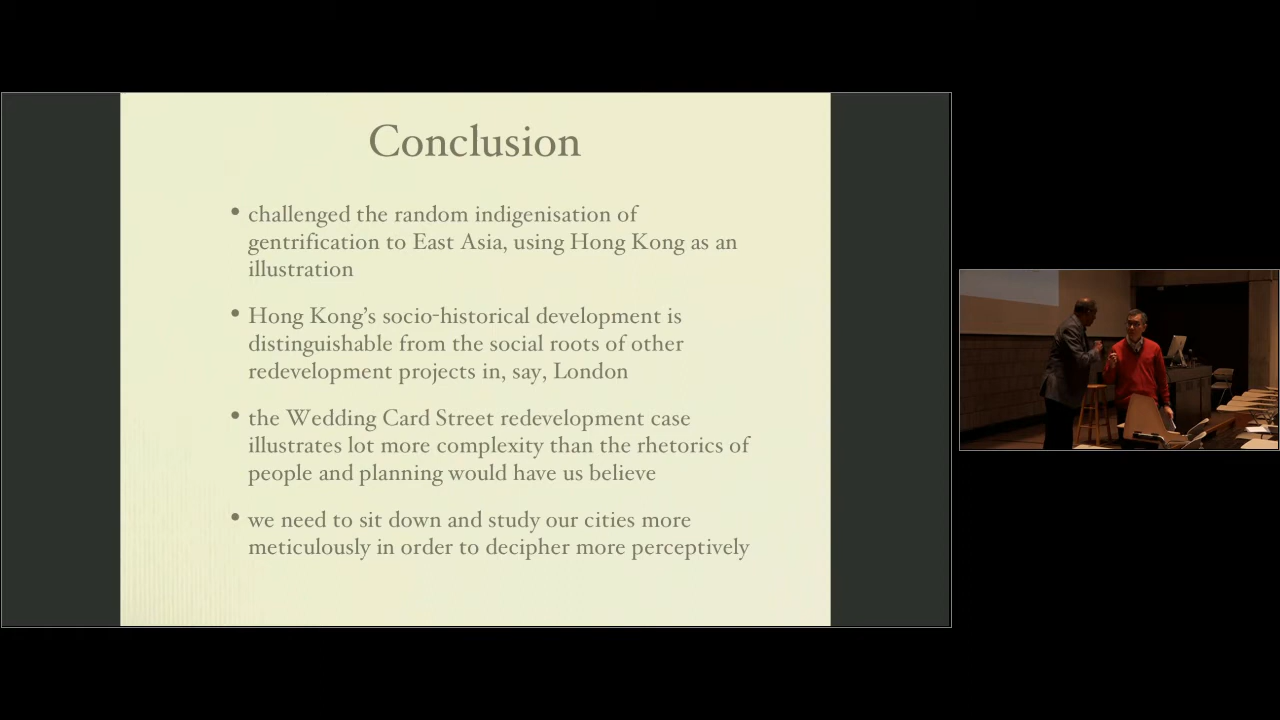 Conclusion
• challenged the random indigenisation of
gentrification to East Asia, using Hong Kong as an
illustration
• Hong Kong's socio-historical development is
distinguishable from the social roots of other
redevelopment projects in, say, London
• the Wedding Card Street redevelopment case
illustrates lot more complexity than the rhetorics of
people and planning would have us believe
• we need to sit down and study our cities more
meticulously in order to decipher more perceptively